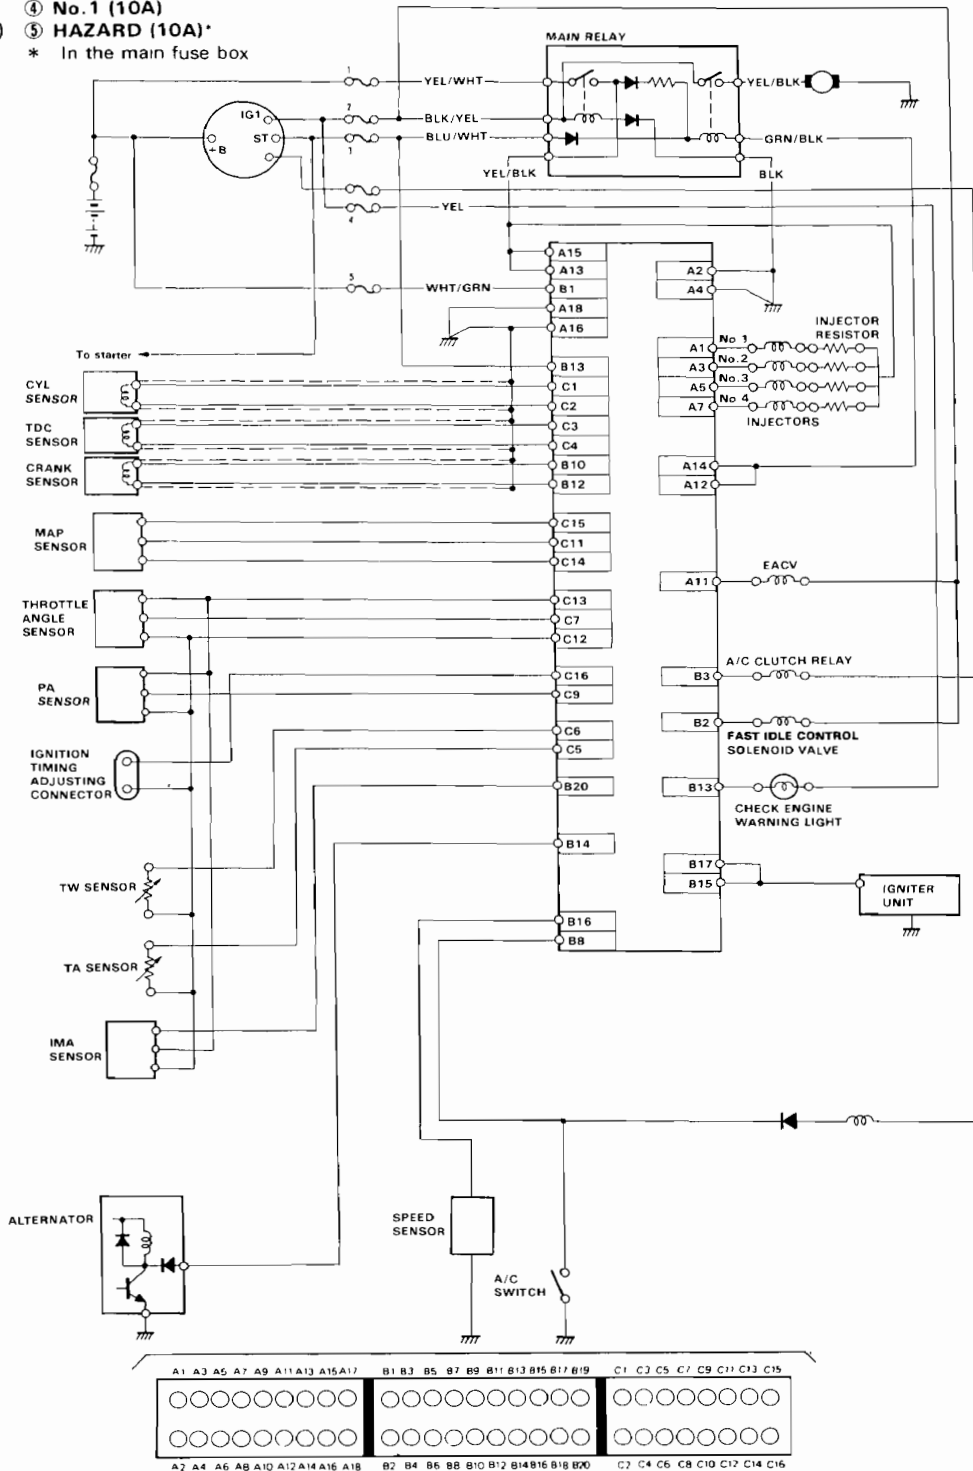 ④ No.1 (10A)
) ⑤ HAZARD (10A)*
* In the main fuse box
MAIN RELAY
1
YEL/WHT
YEL/BLK
IG1
7
BLK/YEL
ST
+B
1
BLU/WHT
GRN/BLK
YEL/BLK
BLK
YEL
4
A15
A13
A2
5
WHT/GRN
B1
A4
A18
A16
INJECTOR
RESISTOR
To starter
A1
No 1
B13
A3
No.2
CYL
SENSOR
C1
A5
No.3
C2
A7
No 4
INJECTORS
TDC
SENSOR
C3
C4
CRANK
SENSOR
B10
A14
B12
A12
MAP
SENSOR
C15
C11
C14
EACV
A11
THROTTLE
ANGLE
SENSOR
C13
C7
C12
A/C CLUTCH RELAY
PA
SENSOR
C16
B3
C9
C6
B2
FAST IDLE CONTROL
SOLENOID VALVE
C5
IGNITION
TIMING
ADJUSTING
CONNECTOR
B20
B13
CHECK ENGINE
WARNING LIGHT
B14
B17
B15
IGNITER
UNIT
TW SENSOR
B16
B8
TA SENSOR
IMA
SENSOR
ALTERNATOR
SPEED
SENSOR
A/C
SWITCH
A1 A3 A5 A7 A9 A11 A13 A15 A17 B1 B3 B5 B7 B9 B11 B13 B15 B17 B19 C1 C3 C5 C7 C9 C11 C13 C15
A2 A4 A6 A8 A10 A12 A14 A16 A18 B2 B4 B6 B8 B10 B12 B14 B16 B18 B20 C2 C4 C6 C8 C10 C12 C14 C16